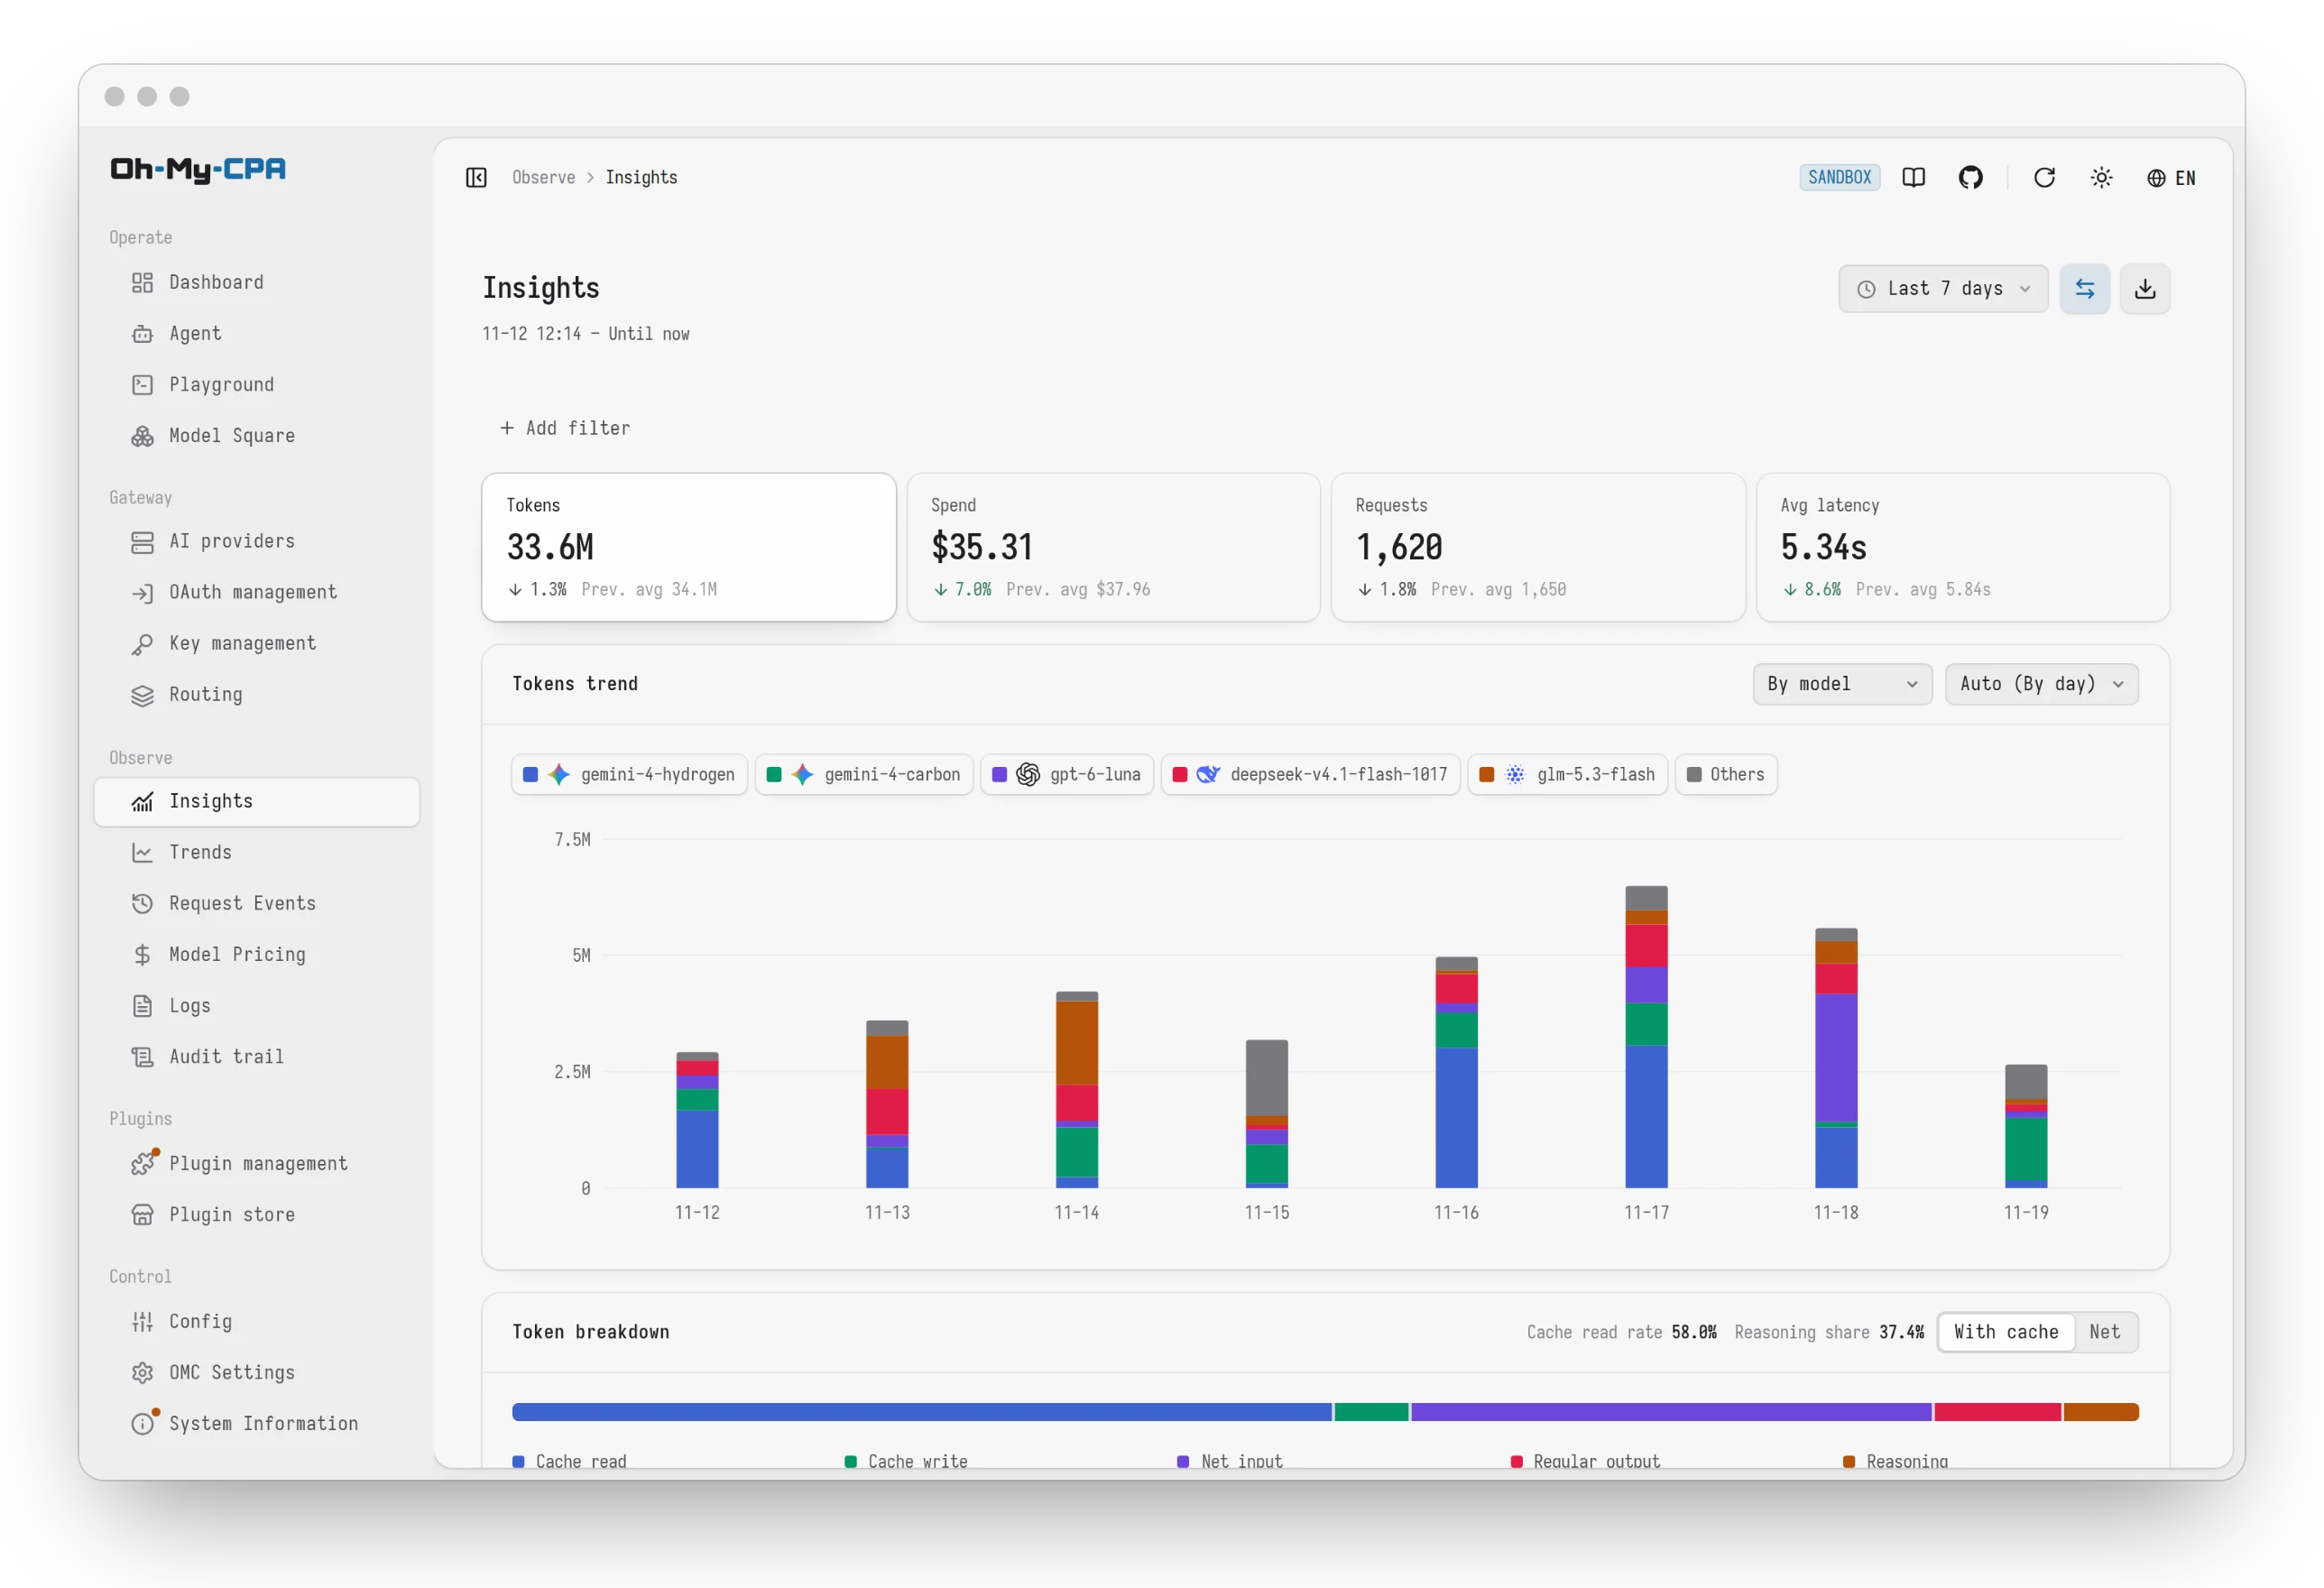 Oh-My-CPA
Operate
Dashboard
Agent
Playground
Model Square
Gateway
AI providers
OAuth management
Key management
Routing
Observe
Insights
Trends
Request Events
Model Pricing
Logs
Audit trail
Plugins
Plugin management
Plugin store
Control
Config
OMC Settings
System Information
Observe > Insights
SANDBOX
EN
Insights
Last 7 days
11-12 12:14 – Until now
+ Add filter
Tokens
33.6M
↓ 1.3% Prev. avg 34.1M
Spend
$35.31
↓ 7.0% Prev. avg $37.96
Requests
1,620
↓ 1.8% Prev. avg 1,650
Avg latency
5.34s
↓ 8.6% Prev. avg 5.84s
Tokens trend
By model
Auto (By day)
gemini-4-hydrogen
gemini-4-carbon
gpt-6-luna
deepseek-v4.1-flash-1017
glm-5.3-flash
Others
7.5M
5M
2.5M
0
11-12
11-13
11-14
11-15
11-16
11-17
11-18
11-19
Token breakdown
Cache read rate 58.0% Reasoning share 37.4%
With cache
Net
Cache read
Cache write
Net input
Regular output
Reasoning